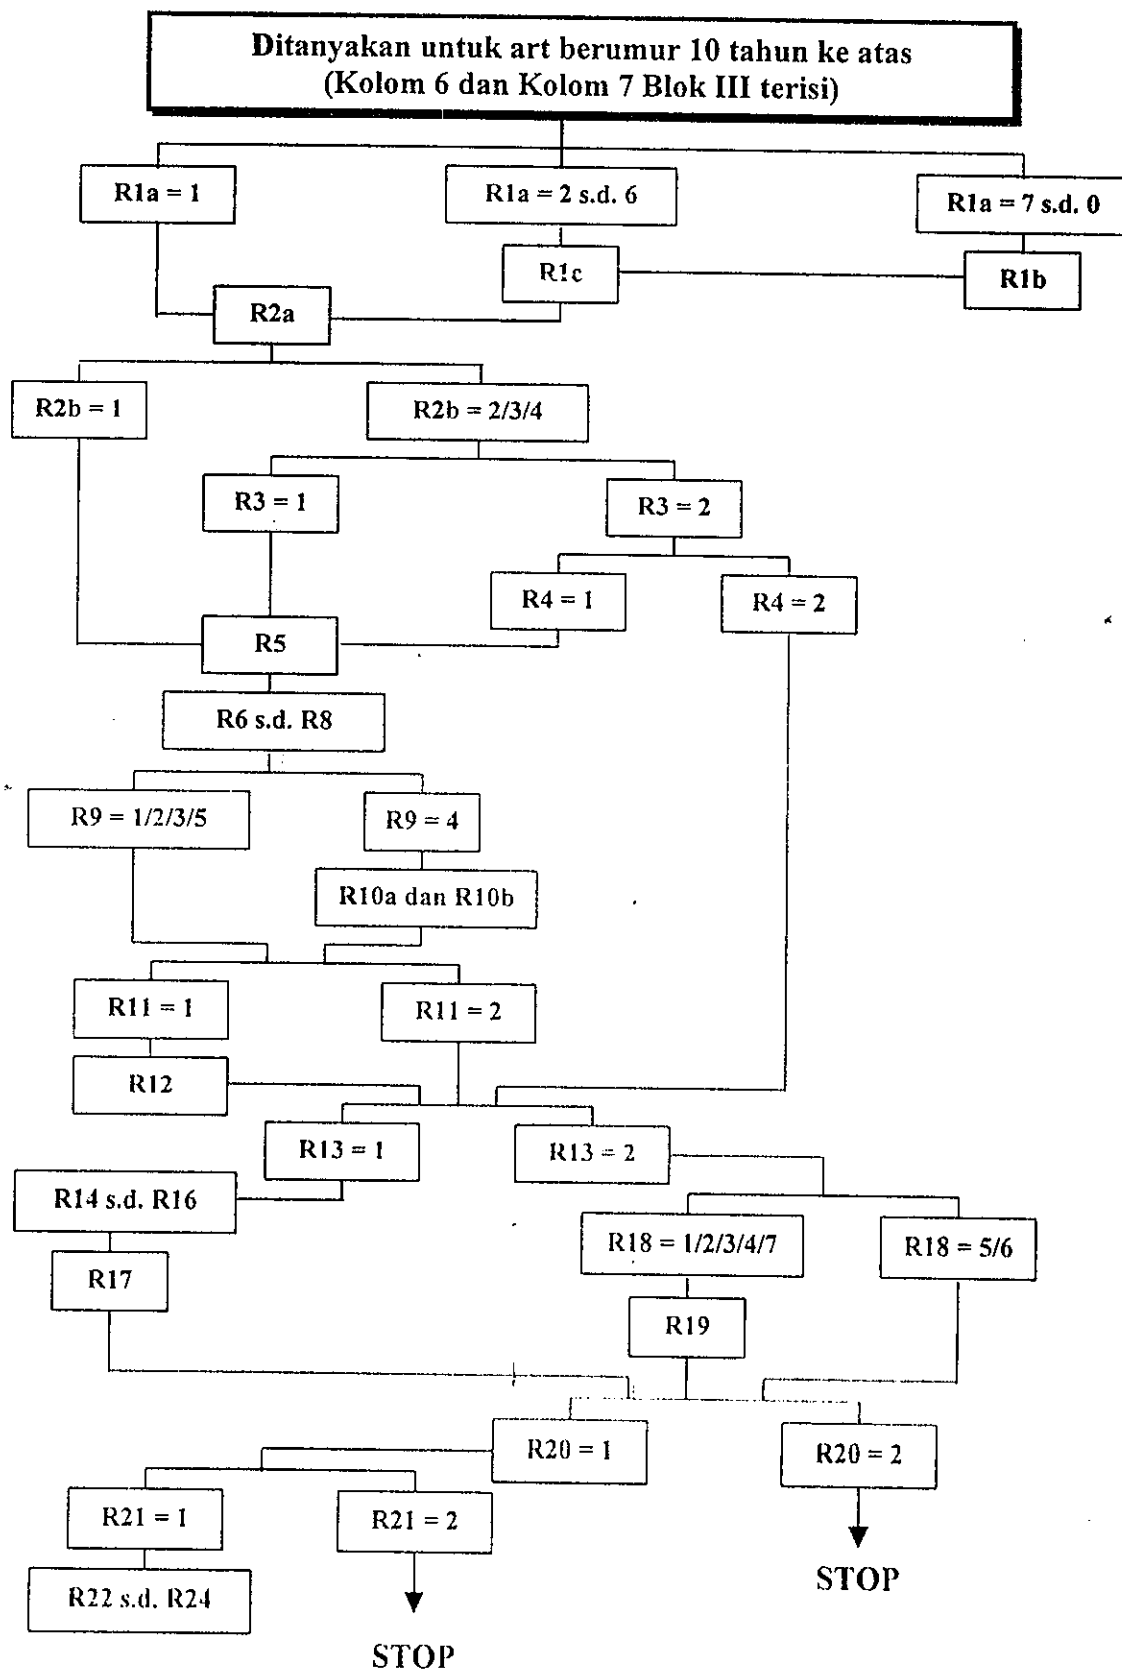 Ditanyakan untuk art berumur 10 tahun ke atas
(Kolom 6 dan Kolom 7 Blok III terisi)
R1a = 1
R1a = 2 s.d. 6
R1a = 7 s.d. 0
R1c
R1b
R2a
R2b = 1
R2b = 2/3/4
R3 = 1
R3 = 2
R4 = 1
R4 = 2
R5
R6 s.d. R8
R9 = 1/2/3/5
R9 = 4
R10a dan R10b
R11 = 1
R11 = 2
R12
R13 = 1
R13 = 2
R14 s.d. R16
R18 = 1/2/3/4/7
R18 = 5/6
R17
R19
R20 = 1
R20 = 2
R21 = 1
R21 = 2
STOP
R22 s.d. R24
STOP